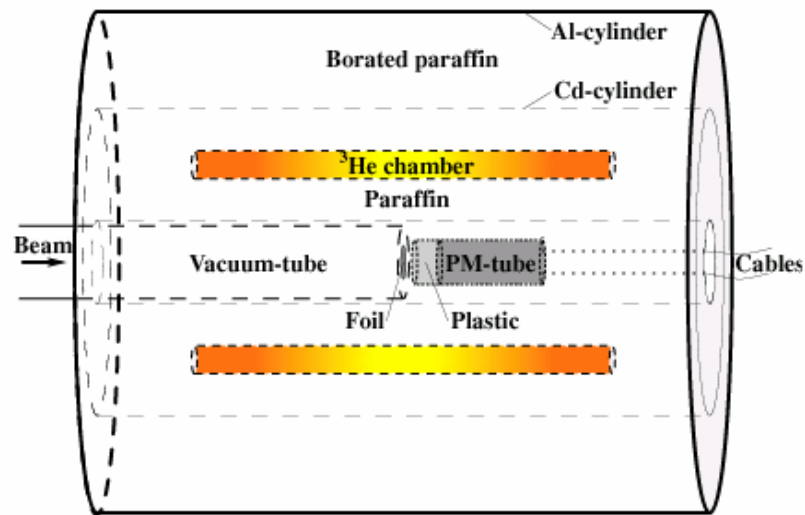 Al-cylinder
Borated paraffin
Cd-cylinder
³He chamber
Paraffin
Beam
Vacuum-tube
PM-tube
Cables
Foil
Plastic